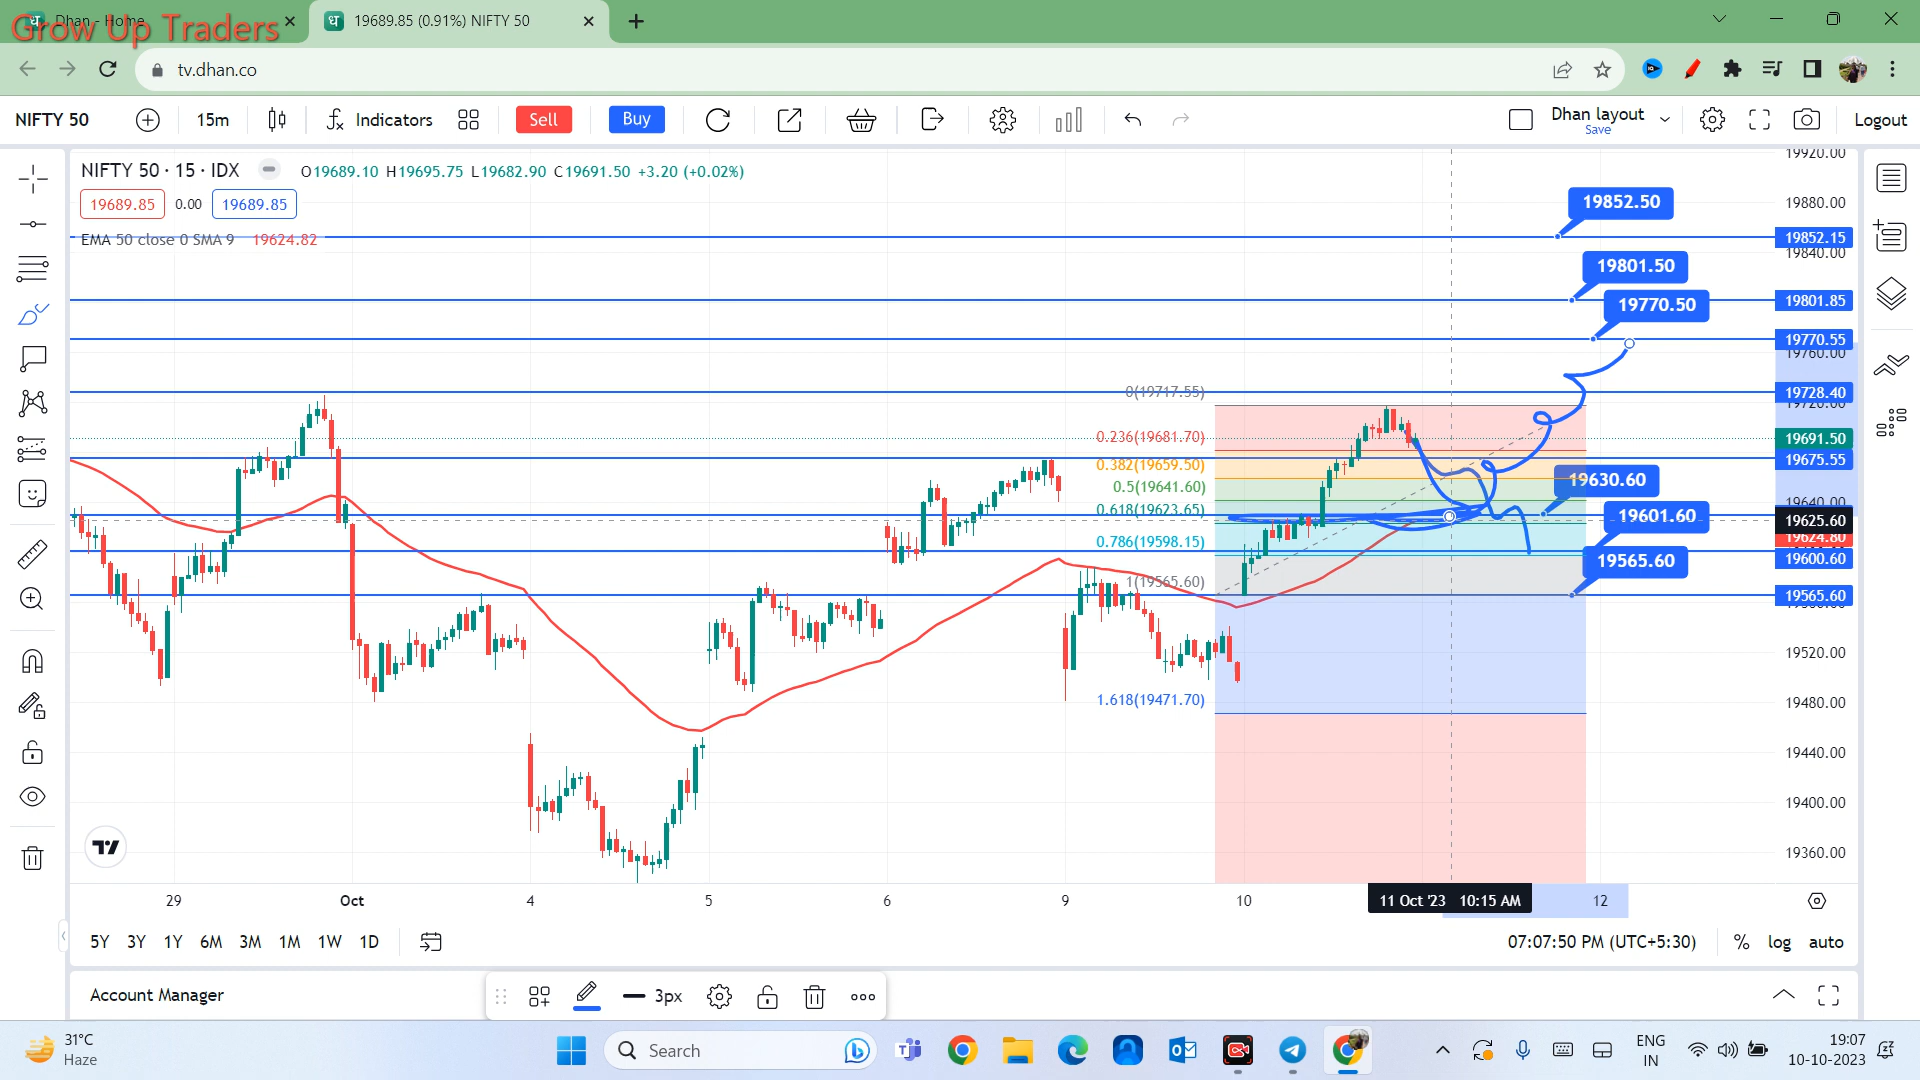 Dhan - Home
Grow Up Traders
19689.85 (0.91%) NIFTY 50
tv.dhan.co
NIFTY 50
15m
Indicators
Sell
Buy
Dhan layout
Save
Logout
NIFTY 50 · 15 · IDX
O19689.10 H19695.75 L19682.90 C19691.50 +3.20 (+0.02%)
19689.85 0.00 19689.85
EMA 50 close 0 SMA 9 19624.82
19920.00
19880.00
19852.50
19852.15
19840.00
19801.50
19801.85
19770.50
19770.55
19760.00
0(19717.55)
19728.40
19720.00
0.236(19681.70)
19691.50
19675.55
0.382(19659.50)
0.5(19641.60)
19630.60
19640.00
0.618(19623.65)
19601.60
19625.60
19624.80
0.786(19598.15)
19600.60
19565.60
1(19565.60)
19565.60
19520.00
1.618(19471.70)
19480.00
19440.00
19400.00
19360.00
29 Oct 4 5 6 9 10 11 Oct '23 10:15 AM 12
5Y 3Y 1Y 6M 3M 1M 1W 1D
07:07:50 PM (UTC+5:30) % log auto
Account Manager
3px
31°C
Haze
Search
ENG
IN
19:07
10-10-2023